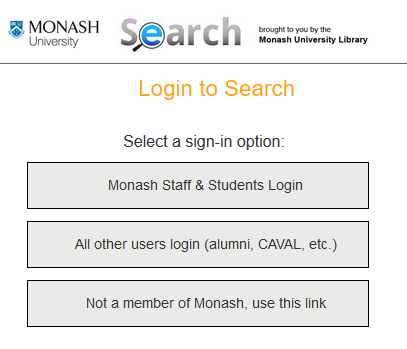 MONASH
University
Search
brought to you by the
Monash University Library
Login to Search
Select a sign-in option:
Monash Staff & Students Login
All other users login (alumni, CAVAL, etc.)
Not a member of Monash, use this link